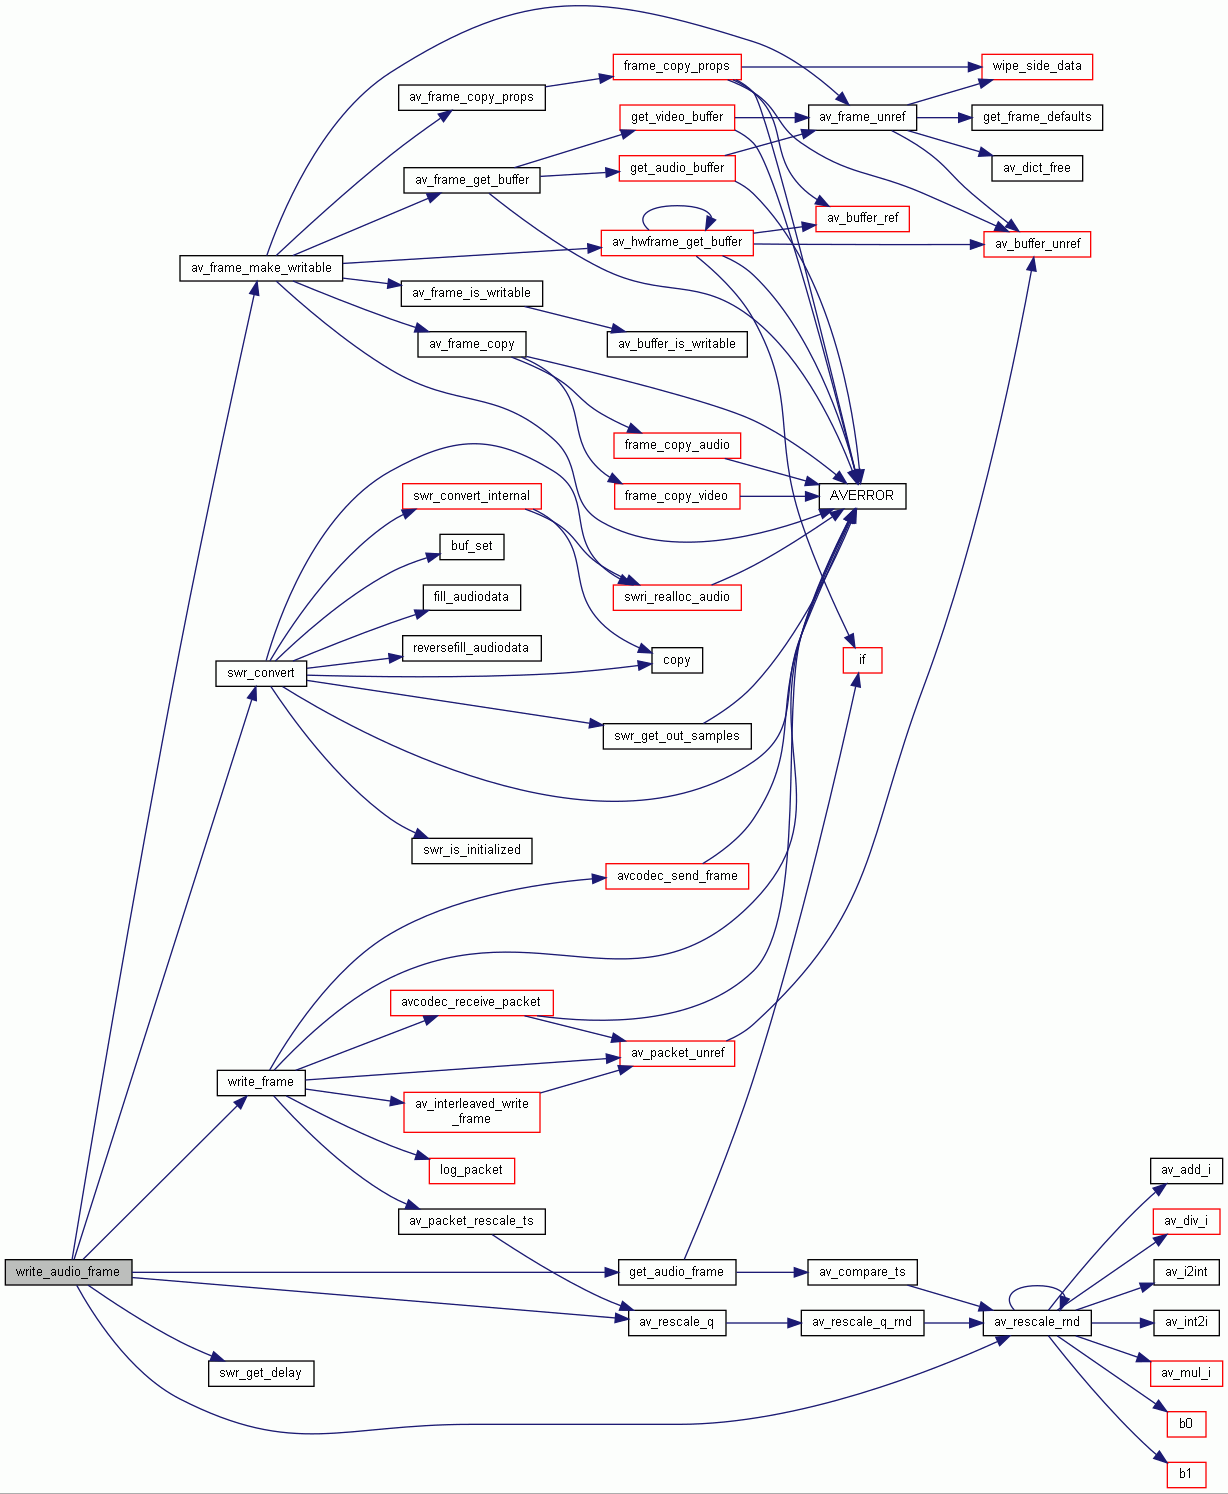 frame_copy_props
wipe_side_data
av_frame_copy_props
get_video_buffer
av_frame_unref
get_frame_defaults
av_frame_get_buffer
get_audio_buffer
av_dict_free
av_buffer_ref
av_hwframe_get_buffer
av_buffer_unref
av_frame_make_writable
av_frame_is_writable
av_frame_copy
av_buffer_is_writable
frame_copy_audio
swr_convert_internal
frame_copy_video
AVERROR
buf_set
fill_audiodata
swri_realloc_audio
reversefill_audiodata
copy
if
swr_convert
swr_get_out_samples
swr_is_initialized
avcodec_send_frame
avcodec_receive_packet
av_packet_unref
write_frame
av_interleaved_write
_frame
log_packet
av_add_i
av_packet_rescale_ts
av_div_i
write_audio_frame
get_audio_frame
av_compare_ts
av_i2int
av_rescale_q
av_rescale_q_rnd
av_rescale_rnd
av_int2i
swr_get_delay
av_mul_i
b0
b1